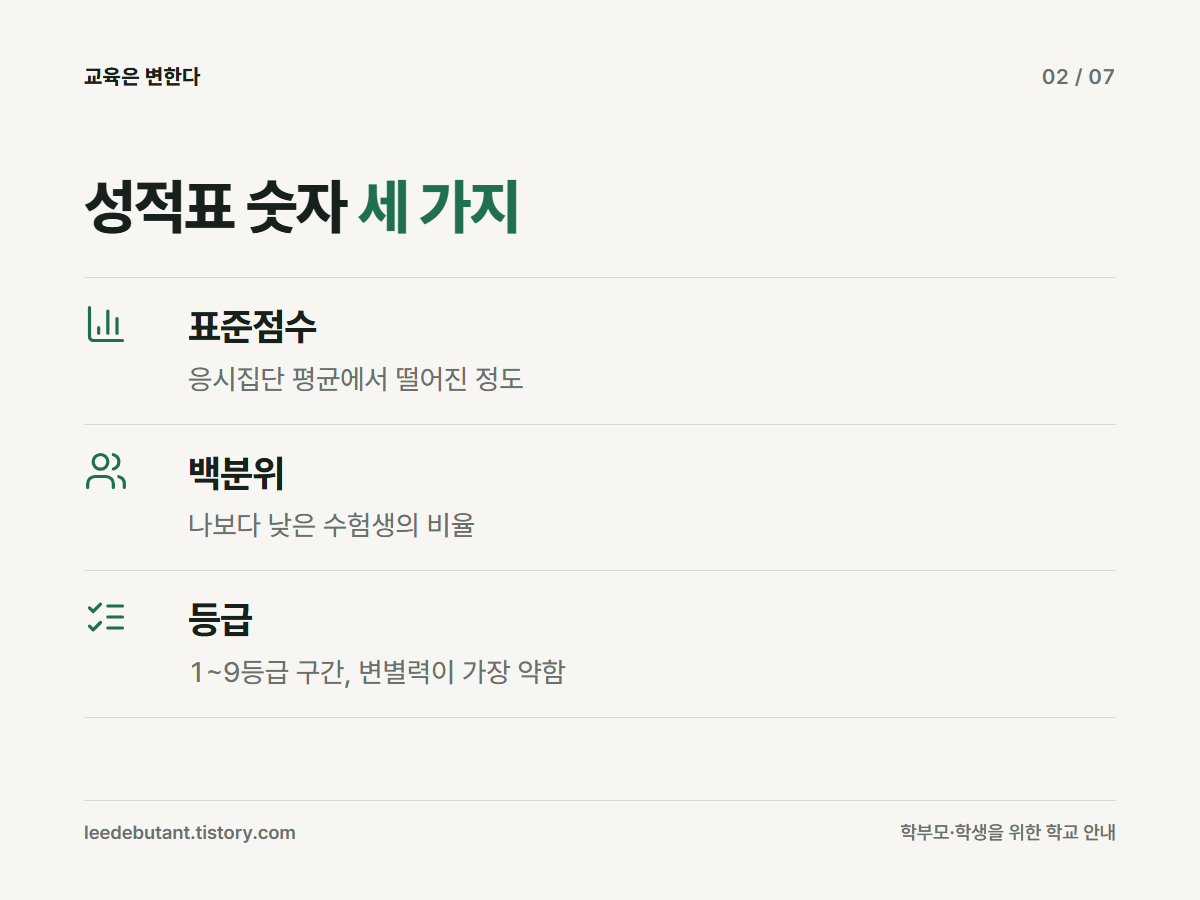 교육은 변한다
02 / 07
성적표 숫자 세 가지
표준점수
응시집단 평균에서 떨어진 정도
백분위
나보다 낮은 수험생의 비율
등급
1~9등급 구간, 변별력이 가장 약함
leedebutant.tistory.com
학부모·학생을 위한 학교 안내